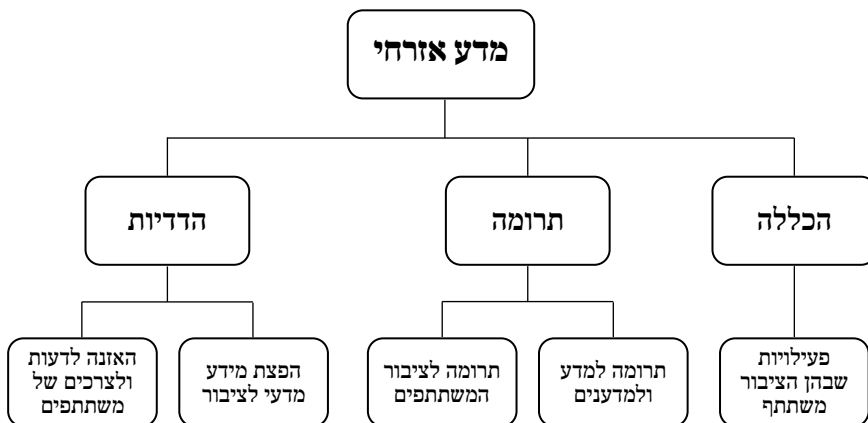 מדע אזרחי
הכללה
תרומה
הדדיות
פעילויות
שבהן הציבור
משתתף
תרומה למדע
ולמדענים
תרומה לציבור
המשתתפים
הפצת מידע
מדעי לציבור
האזנה לדעות
ולצרכים של
משתתפים